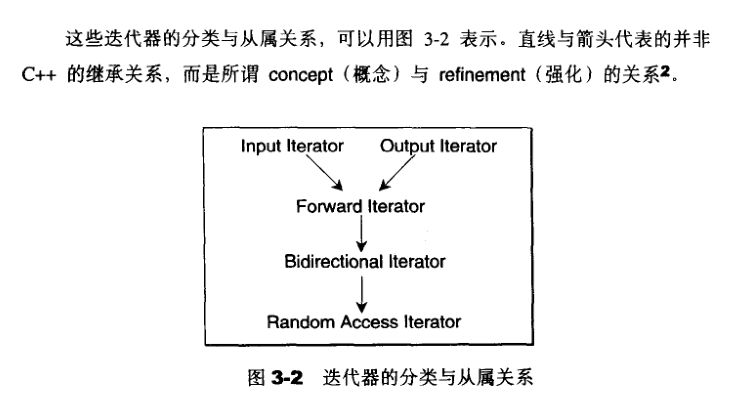 这些迭代器的分类与从属关系，可以用图 3-2 表示。直线与箭头代表的并非
C++ 的继承关系，而是所谓 concept（概念）与 refinement（强化）的关系2。
Input Iterator Output Iterator
Forward Iterator
Bidirectional Iterator
Random Access Iterator
图 3-2 迭代器的分类与从属关系